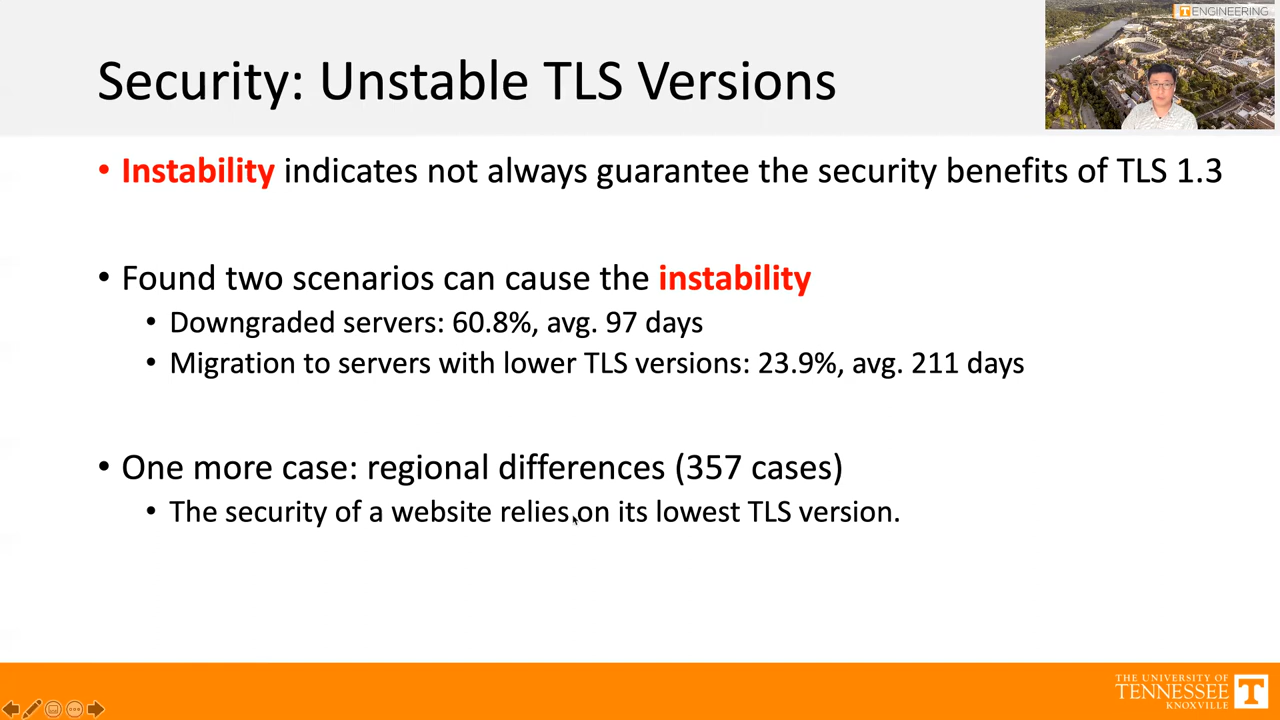 ENGINEERING
Security: Unstable TLS Versions
• Instability indicates not always guarantee the security benefits of TLS 1.3
• Found two scenarios can cause the instability
• Downgraded servers: 60.8%, avg. 97 days
• Migration to servers with lower TLS versions: 23.9%, avg. 211 days
• One more case: regional differences (357 cases)
• The security of a website relies on its lowest TLS version.
THE UNIVERSITY OF
TENNESSEE
KNOXVILLE
T